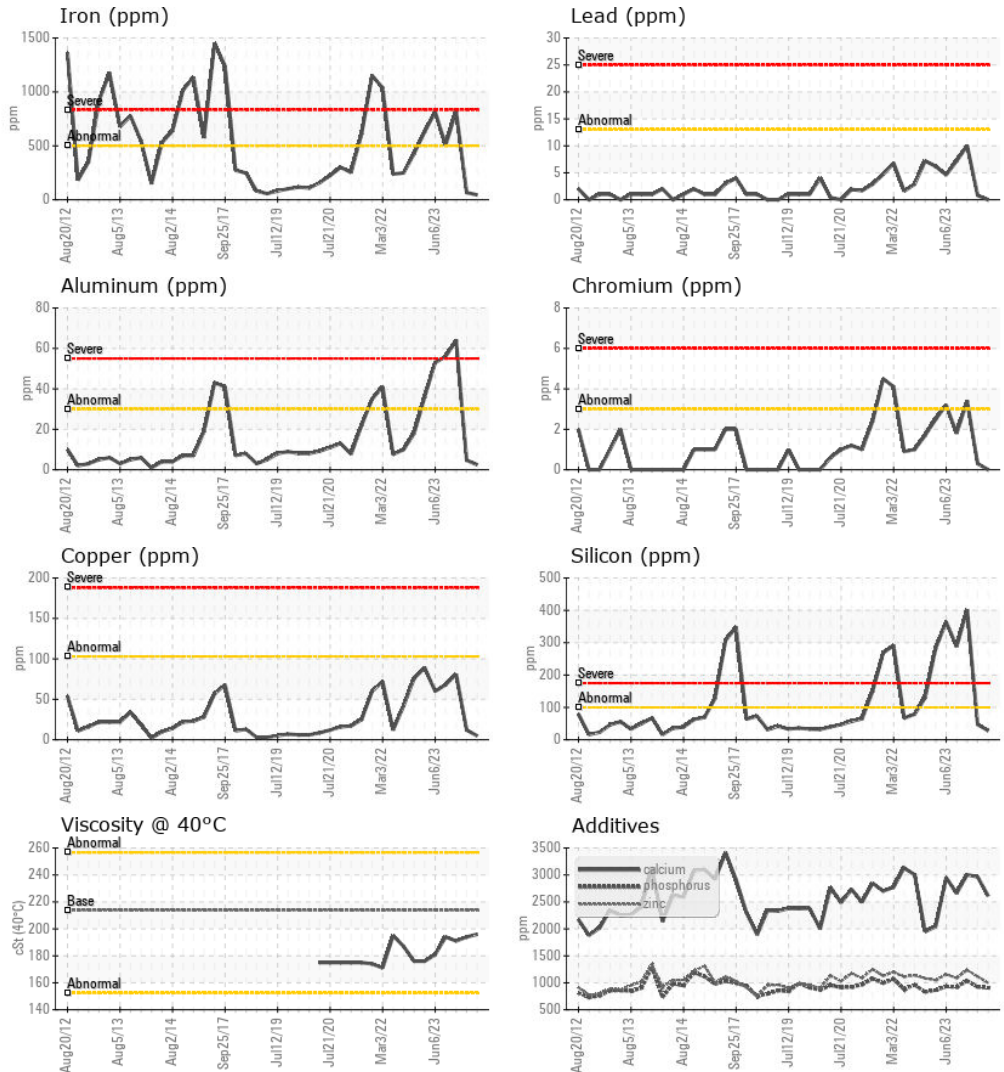 Iron (ppm)
1500
1000
500
0
ppm
Severe
Abnormal
Aug20/12
Aug5/13
Aug2/14
Sep25/17
Jul12/19
Jul21/20
Mar3/22
Jun6/23
Lead (ppm)
30
25
20
15
10
5
0
ppm
Severe
Abnormal
Aug20/12
Aug5/13
Aug2/14
Sep25/17
Jul12/19
Jul21/20
Mar3/22
Jun6/23
Aluminum (ppm)
80
60
40
20
0
ppm
Severe
Abnormal
Aug20/12
Aug5/13
Aug2/14
Sep25/17
Jul12/19
Jul21/20
Mar3/22
Jun6/23
Chromium (ppm)
8
6
4
2
0
ppm
Severe
Abnormal
Aug20/12
Aug5/13
Aug2/14
Sep25/17
Jul12/19
Jul21/20
Mar3/22
Jun6/23
Copper (ppm)
200
150
100
50
0
ppm
Severe
Abnormal
Aug20/12
Aug5/13
Aug2/14
Sep25/17
Jul12/19
Jul21/20
Mar3/22
Jun6/23
Silicon (ppm)
500
400
300
200
100
0
ppm
Severe
Abnormal
Aug20/12
Aug5/13
Aug2/14
Sep25/17
Jul12/19
Jul21/20
Mar3/22
Jun6/23
Viscosity @ 40°C
260
240
220
200
180
160
140
cSt (40°C)
Abnormal
Base
Abnormal
Aug20/12
Aug5/13
Aug2/14
Sep25/17
Jul12/19
Jul21/20
Mar3/22
Jun6/23
Additives
3500
3000
2500
2000
1500
1000
500
ppm
calcium
phosphorus
zinc
Aug20/12
Aug5/13
Aug2/14
Sep25/17
Jul12/19
Jul21/20
Mar3/22
Jun6/23